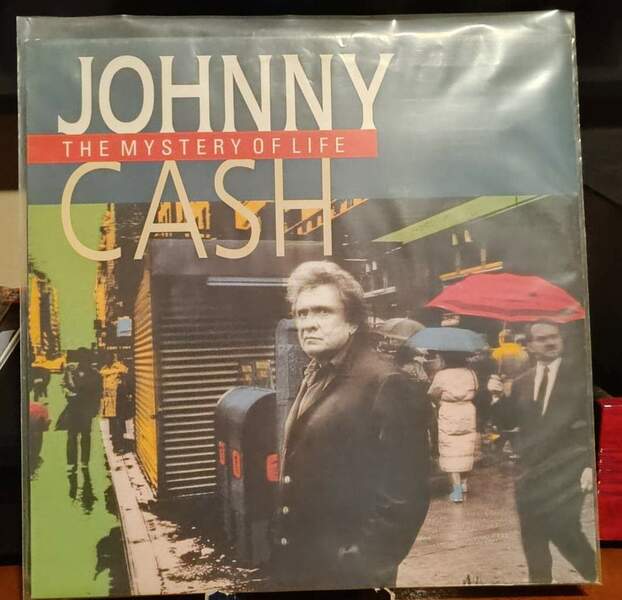 JOHNNY
THE MYSTERY OF LIFE
CASH